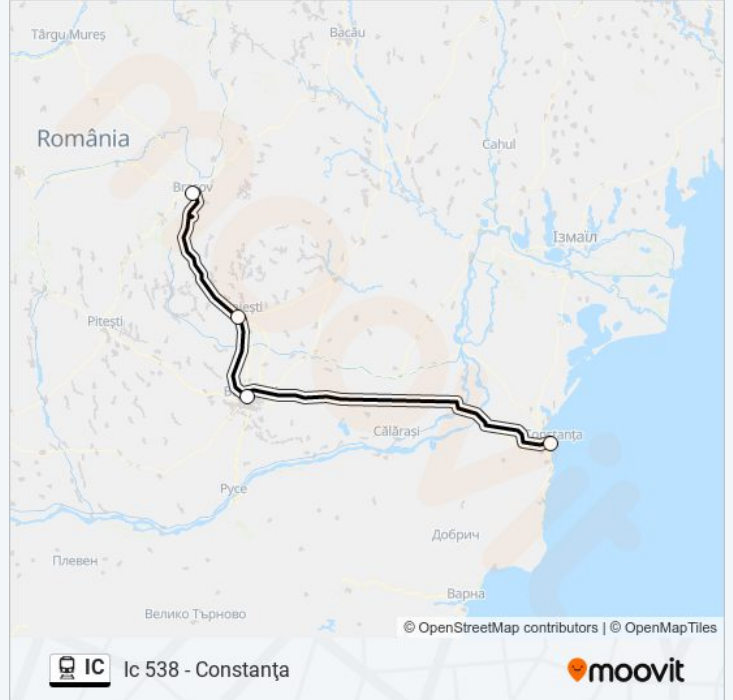 Târgu Mureș
Bacău
România
Cahul
Ізмаїл
Pitești
Călărași
Constanța
Русе
Добрич
Плевен
Варна
Велико Търново
© OpenStreetMap contributors | © OpenMapTiles
IC Ic 538 - Constanţa
moovit